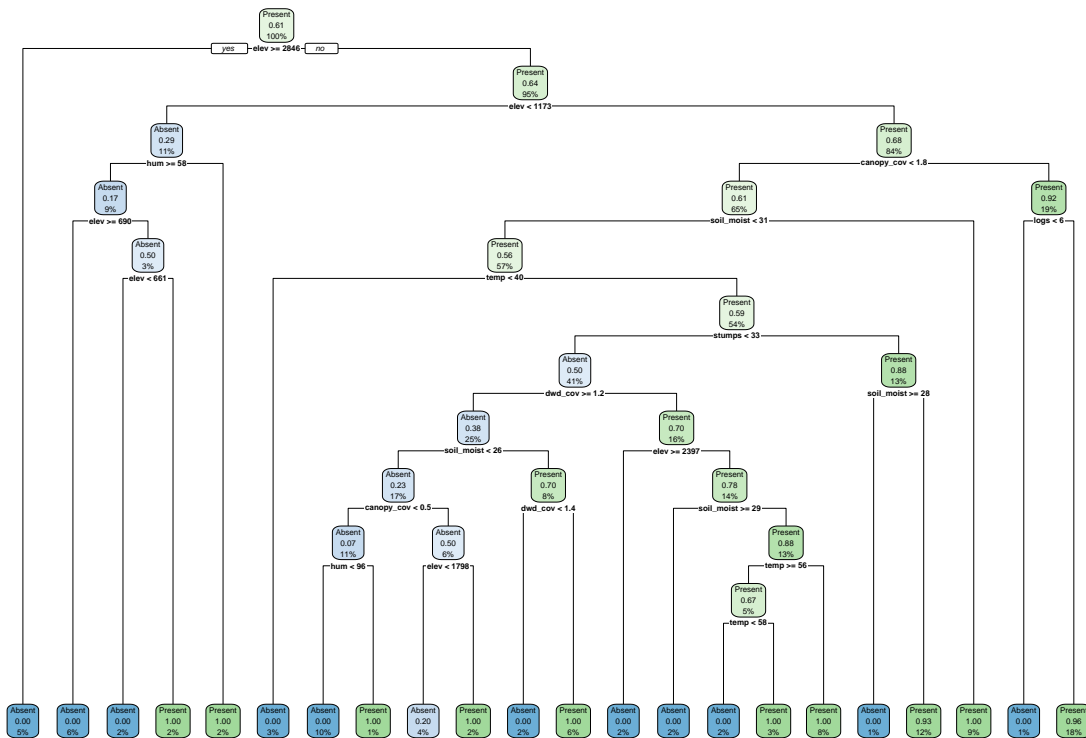 Present
0.61
100%
yes elev >= 2846 no
Present
0.64
95%
elev < 1173
Absent
0.29
11%
hum >= 58
Present
0.68
84%
canopy_cov < 1.8
Absent
0.17
9%
elev >= 690
Present
0.61
65%
soil_moist < 31
Present
0.92
19%
logs < 6
Absent
0.50
3%
elev < 661
Present
0.56
57%
temp < 40
Present
0.59
54%
stumps < 33
Absent
0.50
41%
dwd_cov >= 1.2
Present
0.88
13%
soil_moist >= 28
Absent
0.38
25%
soil_moist < 26
Present
0.70
16%
elev >= 2397
Absent
0.23
17%
canopy_cov < 0.5
Present
0.70
8%
dwd_cov < 1.4
Present
0.78
14%
soil_moist >= 29
Absent
0.07
11%
hum < 96
Absent
0.50
6%
elev < 1798
Present
0.88
13%
temp >= 56
Present
0.67
5%
temp < 58
Absent
0.00
5%
Absent
0.00
6%
Absent
0.00
2%
Present
1.00
2%
Present
1.00
2%
Absent
0.00
3%
Absent
0.00
10%
Present
1.00
1%
Absent
0.20
4%
Present
1.00
2%
Absent
0.00
2%
Present
1.00
6%
Absent
0.00
2%
Absent
0.00
2%
Absent
0.00
2%
Present
1.00
3%
Present
1.00
8%
Absent
0.00
1%
Present
0.93
12%
Present
1.00
9%
Absent
0.00
1%
Present
0.96
18%